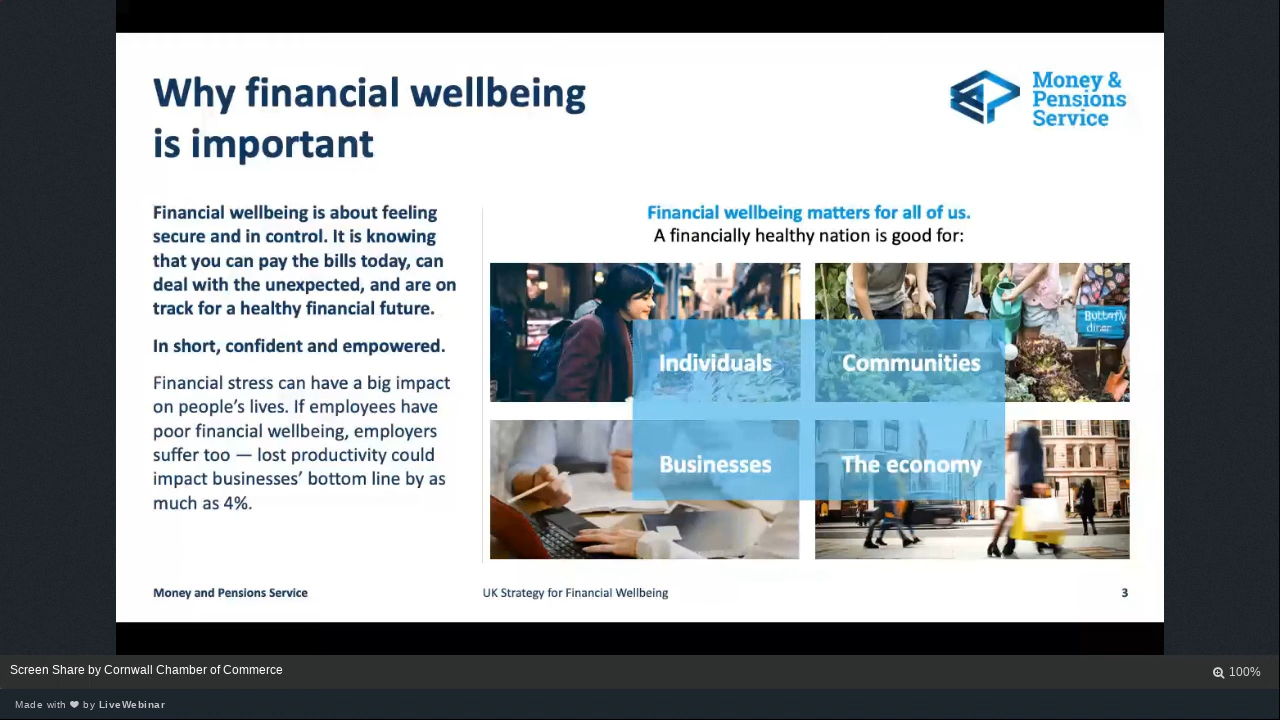 Why financial wellbeing
is important
Money &
Pensions
Service
Financial wellbeing is about feeling
secure and in control. It is knowing
that you can pay the bills today, can
deal with the unexpected, and are on
track for a healthy financial future.
In short, confident and empowered.
Financial stress can have a big impact
on people's lives. If employees have
poor financial wellbeing, employers
suffer too — lost productivity could
impact businesses' bottom line by as
much as 4%.
Financial wellbeing matters for all of us.
A financially healthy nation is good for:
Butterfly
diner
Individuals
Communities
Businesses
The economy
Money and Pensions Service
UK Strategy for Financial Wellbeing
3
Screen Share by Cornwall Chamber of Commerce
100%
Made with ♥ by LiveWebinar